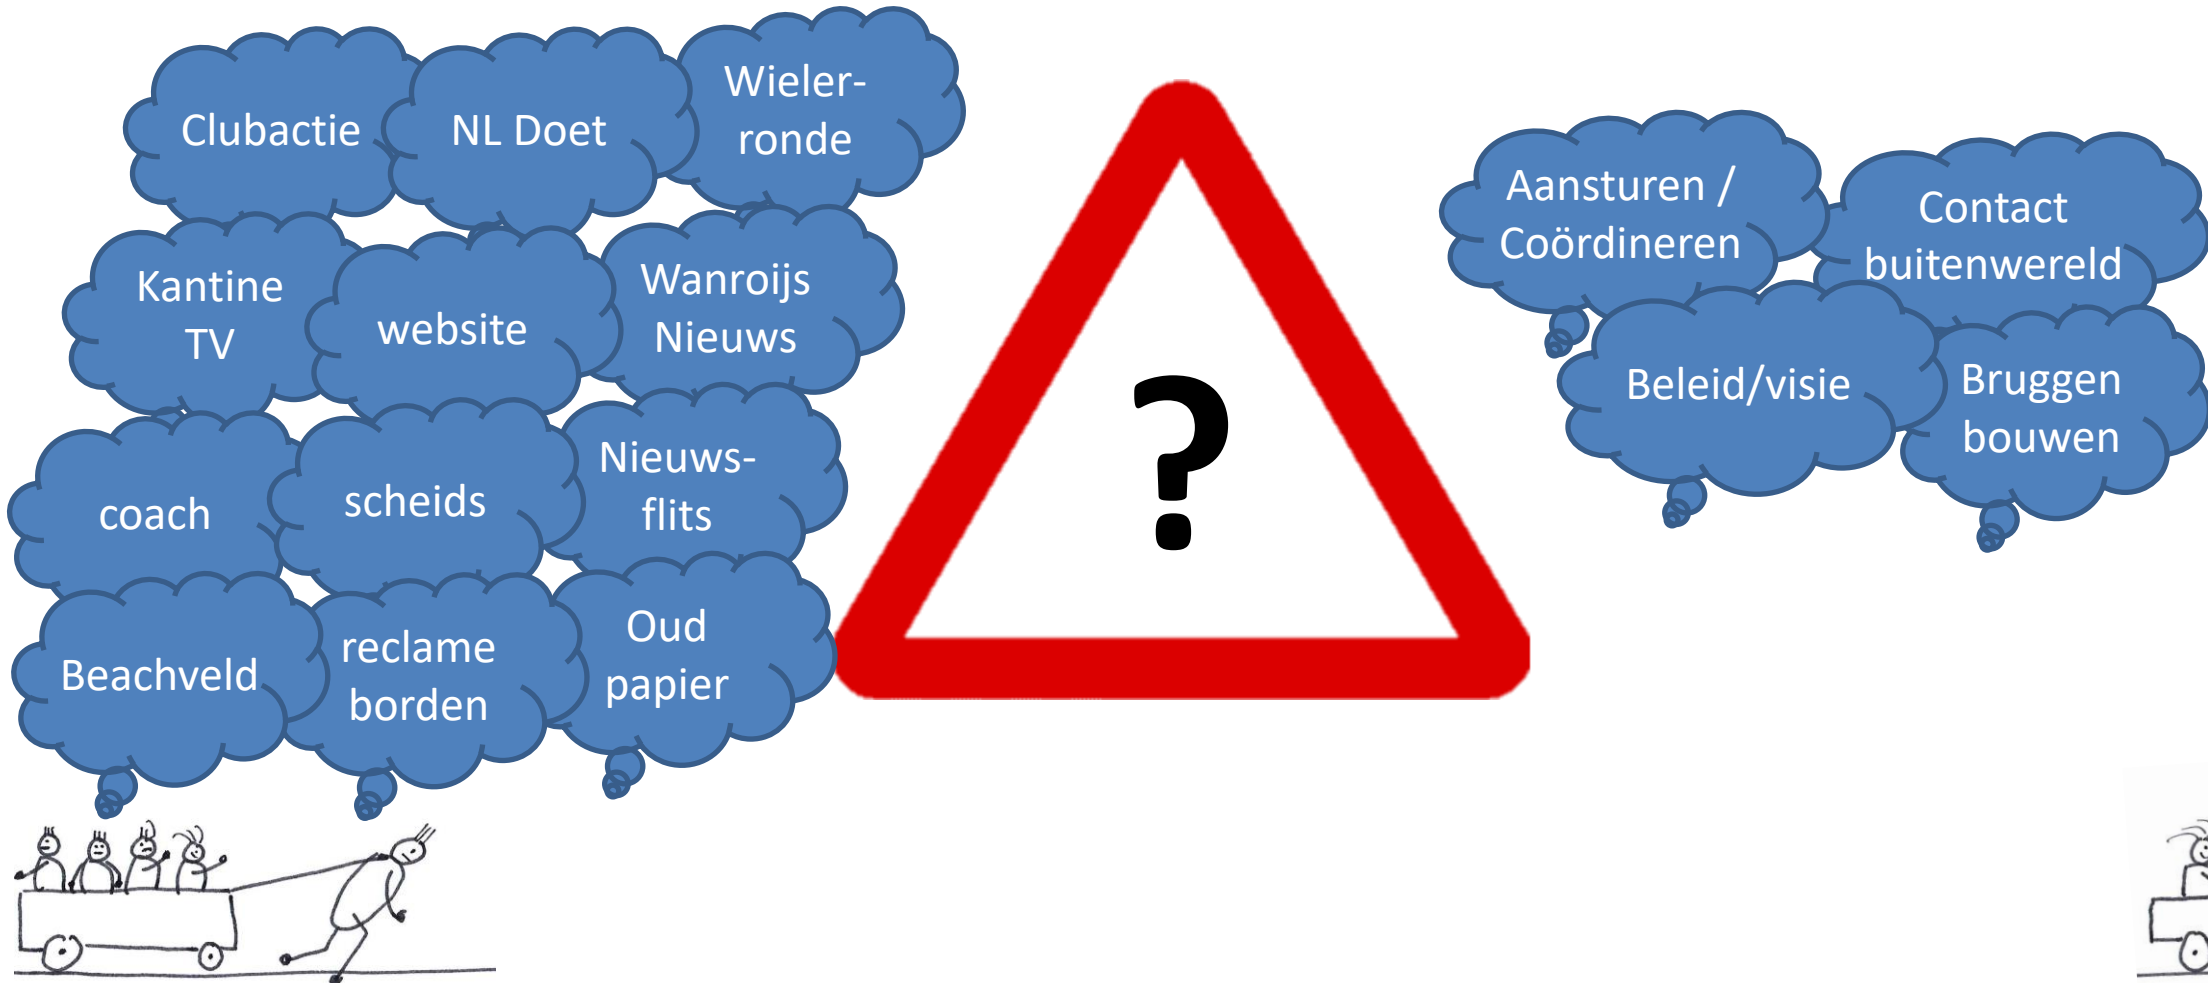 Clubactie
NL Doet
Wieler-
ronde
Kantine
TV
website
Wanroijs
Nieuws
coach
scheids
Nieuws-
flits
Beachveld
reclame
borden
Oud
papier
?
Aansturen /
Coördineren
Contact
buitenwereld
Beleid/visie
Bruggen
bouwen